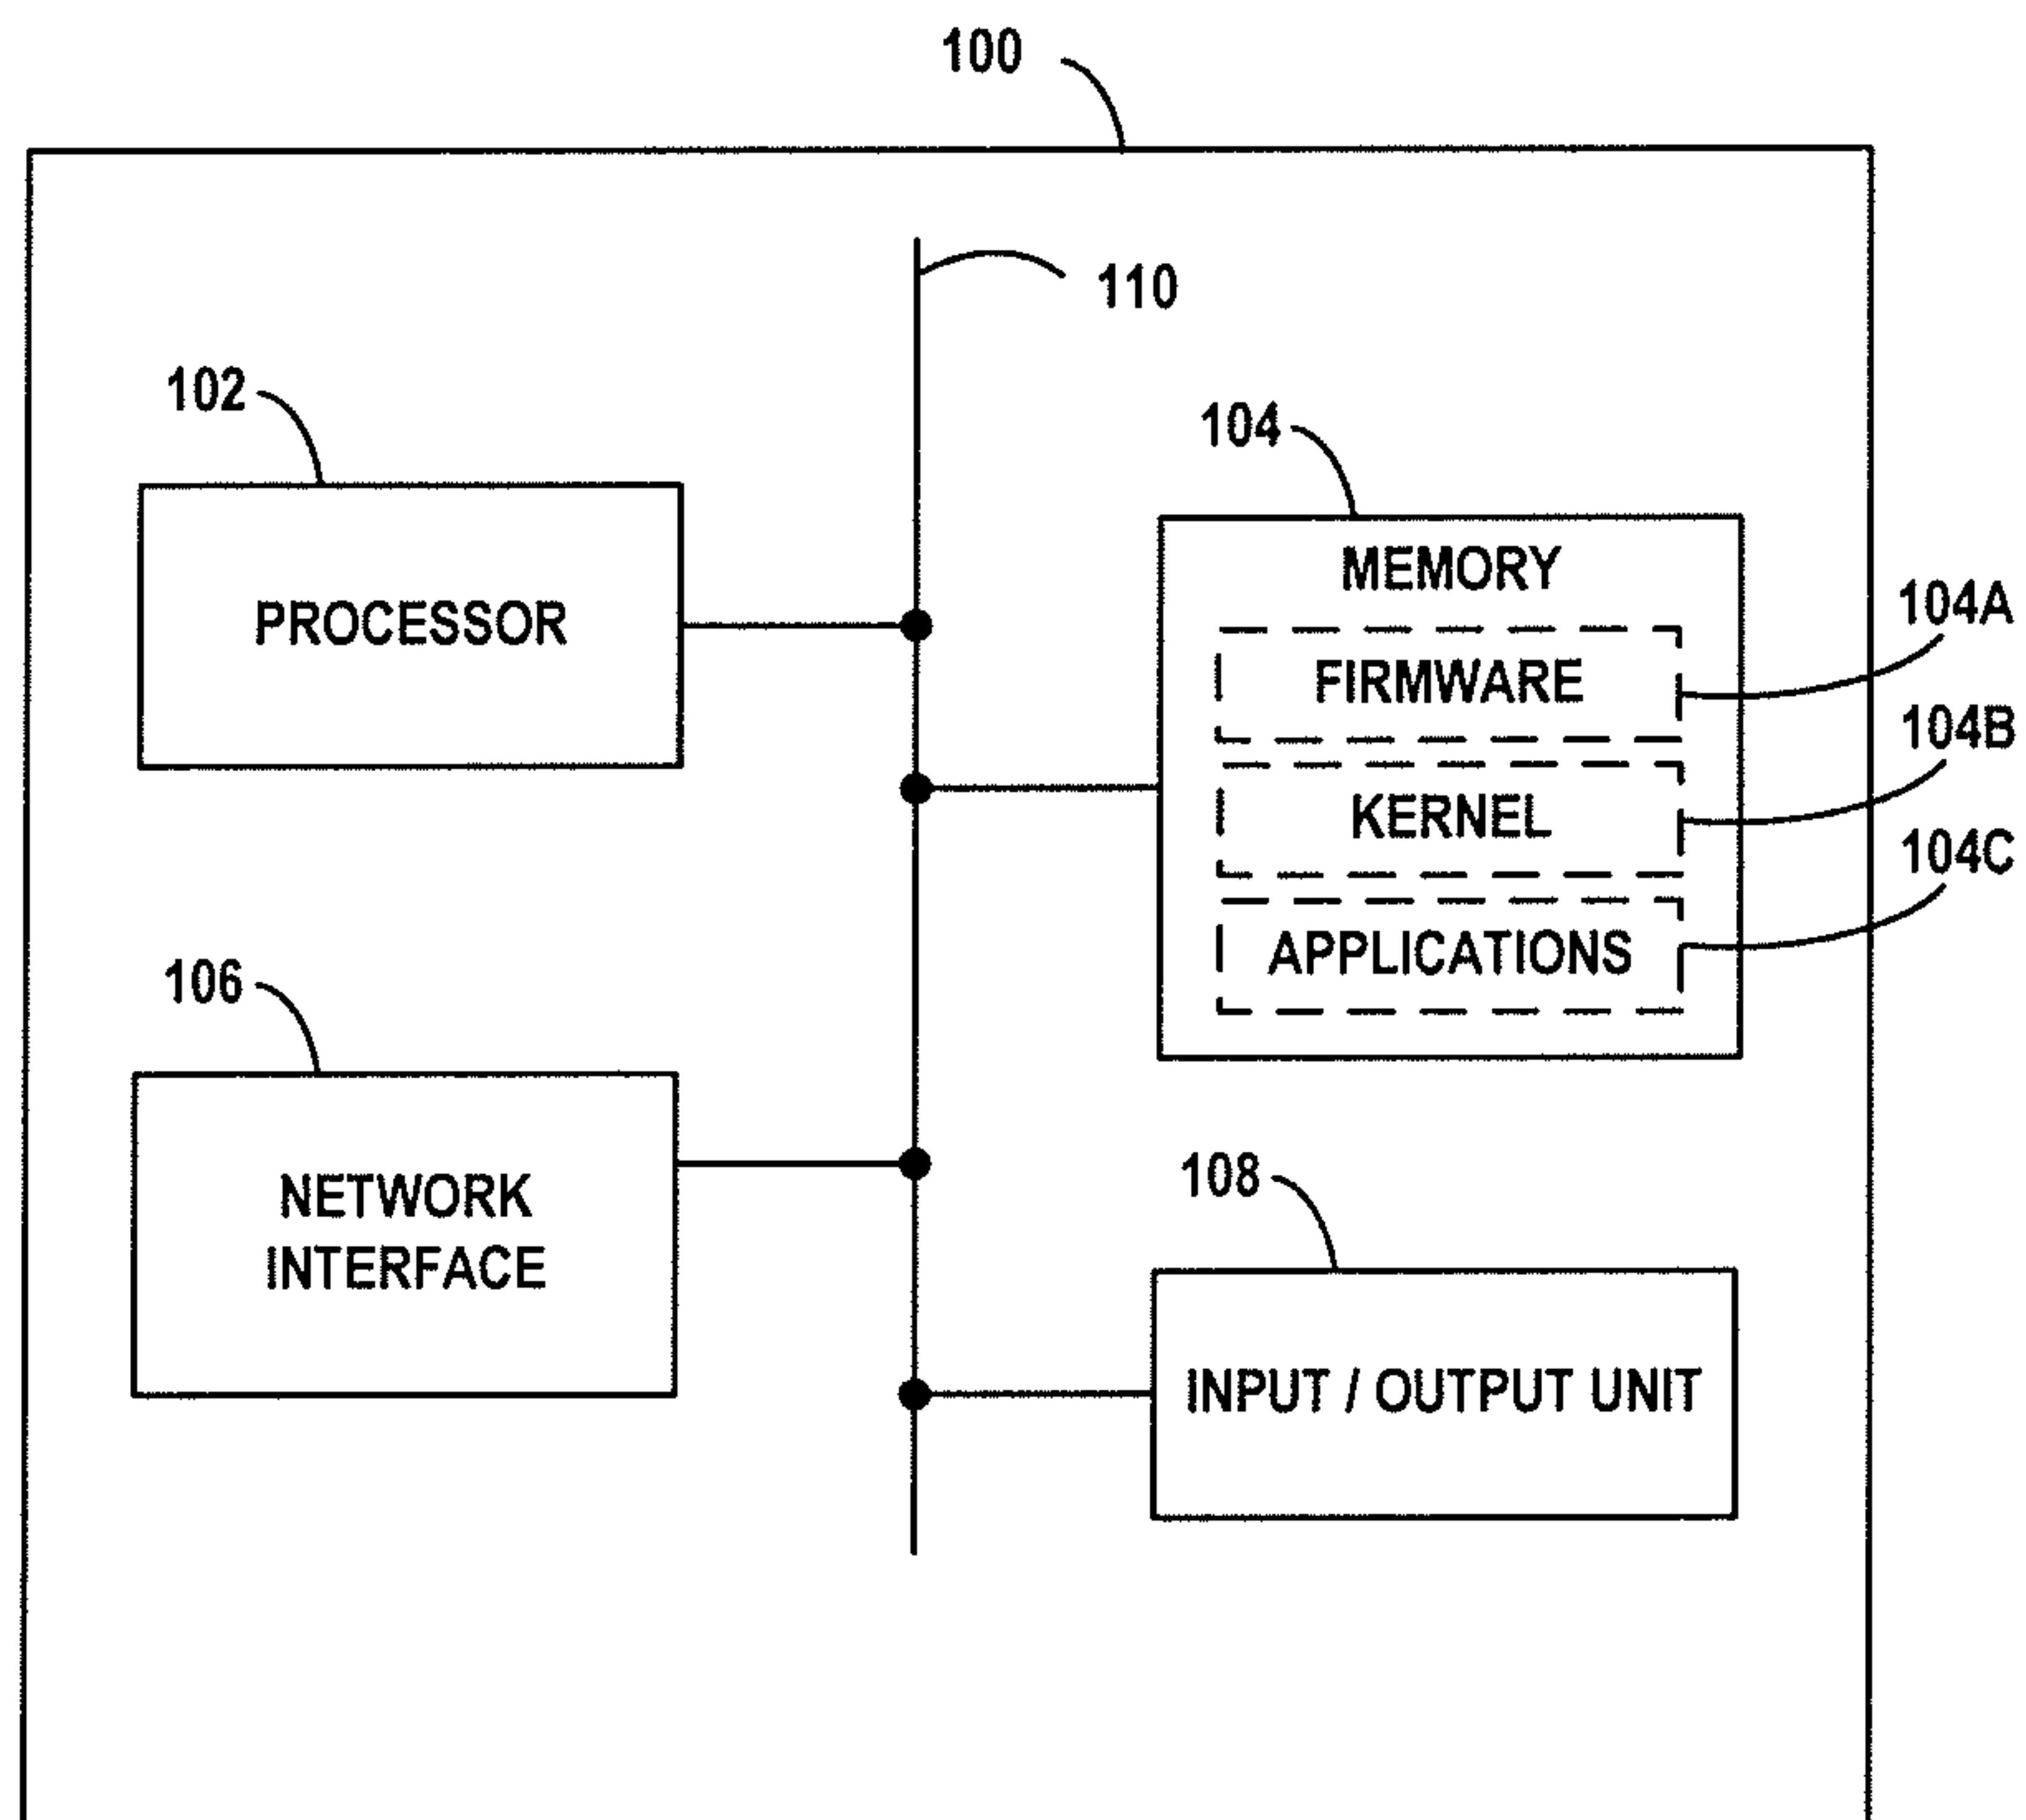 100
110
102
104
PROCESSOR
MEMORY
FIRMWARE
104A
KERNEL
104B
APPLICATIONS
104C
106
NETWORK
INTERFACE
108
INPUT / OUTPUT UNIT